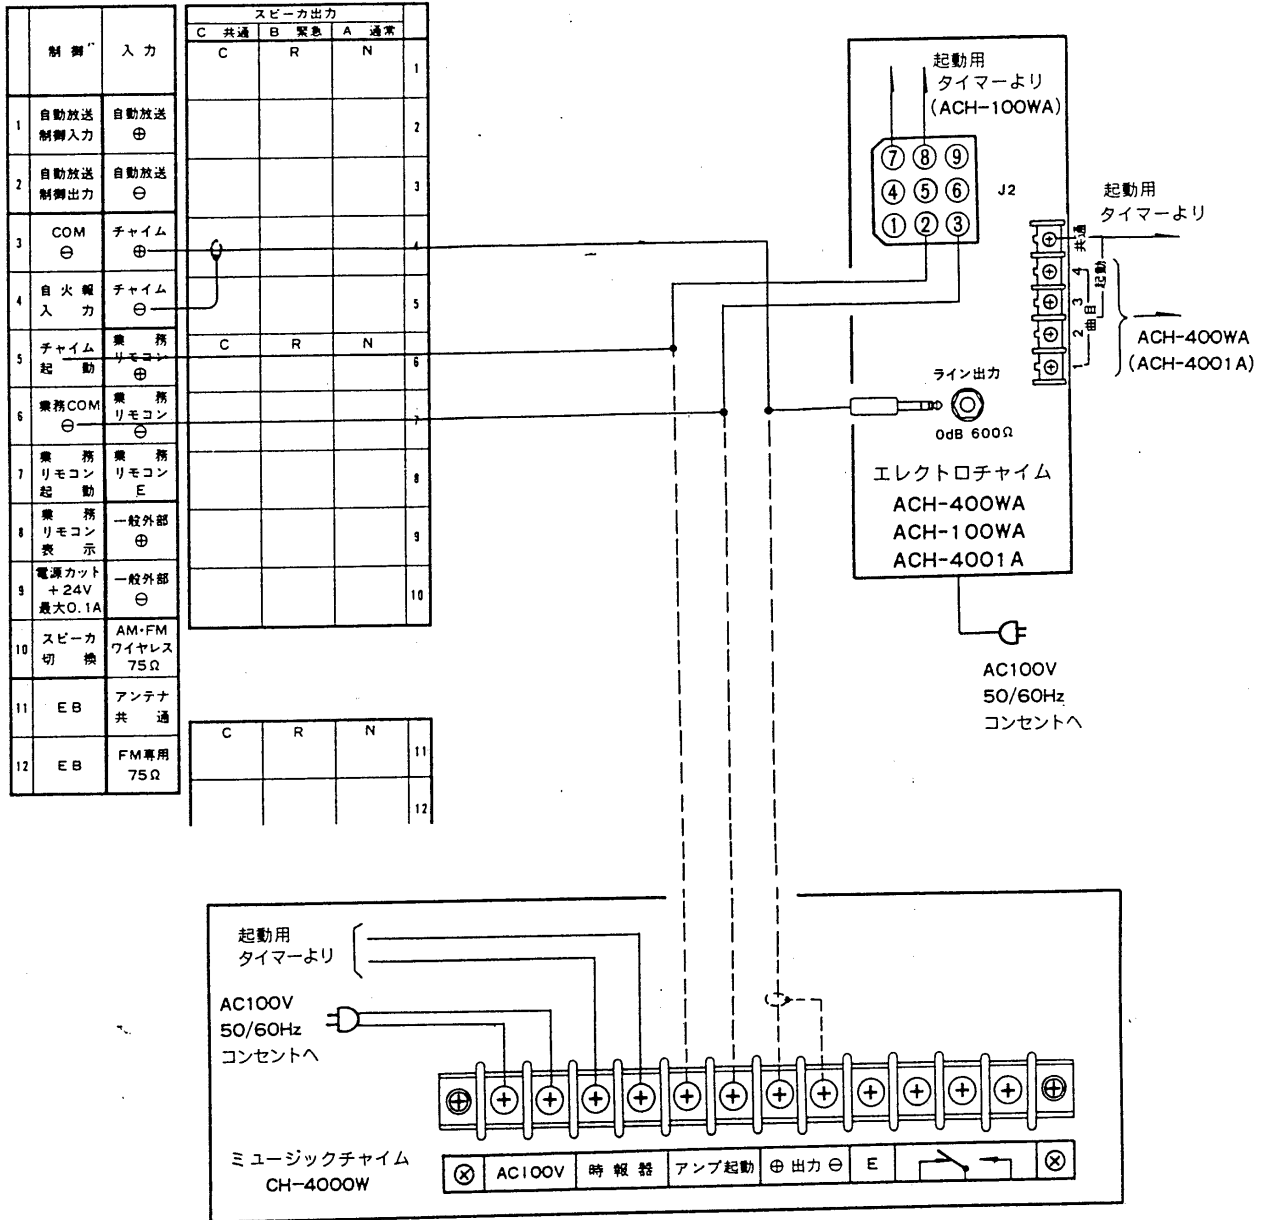 制御 入力
1 自動放送 自動放送
制御入力 ⊕
2 自動放送 自動放送
制御出力 ⊖
3 COM チャイム
⊖ ⊕
4 自火報 チャイム
入力 ⊖
5 チャイム 業務
起動 リモコン
⊕
6 業務COM 業務
⊖ リモコン
⊖
7 業務 業務
リモコン リモコン
起動 E
8 業務 一般外部
リモコン ⊕
表示
9 電源カット 一般外部
+24V ⊖
最大0.1A
10 スピーカ AM·FM
切換 ワイヤレス
75Ω
11 EB アンテナ
共通
12 EB FM専用
75Ω
スピーカ出力
C 共通 B 緊急 A 通常
C R N 1
2
3
4
5
C R N 6
7
8
9
10
C R N 11
12
起動用
タイマーより
(ACH-100WA)
⑦ ⑧ ⑨
④ ⑤ ⑥ J2
① ② ③
起動用
タイマーより
共通
起動
4
3
曲目
2
1
ACH-400WA
(ACH-4001A)
ライン出力
0dB 600Ω
エレクトロチャイム
ACH-400WA
ACH-100WA
ACH-4001A
AC100V
50/60Hz
コンセントへ
起動用
タイマーより
AC100V
50/60Hz
コンセントへ
ミュージックチャイム
CH-4000W
AC100V 時報器 アンプ起動 ⊕ 出力 ⊖ E